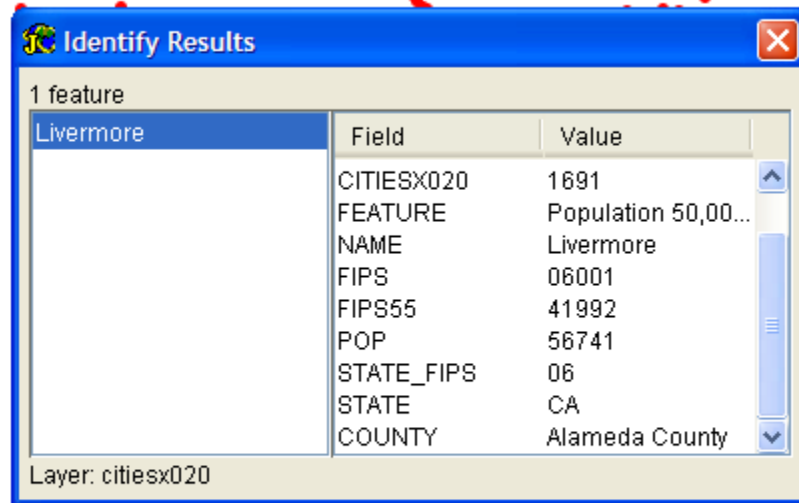 Identify Results
1 feature
Livermore
Field Value
CITIESX020 1691
FEATURE Population 50,00...
NAME Livermore
FIPS 06001
FIPS55 41992
POP 56741
STATE_FIPS 06
STATE CA
COUNTY Alameda County
Layer: citiesx020